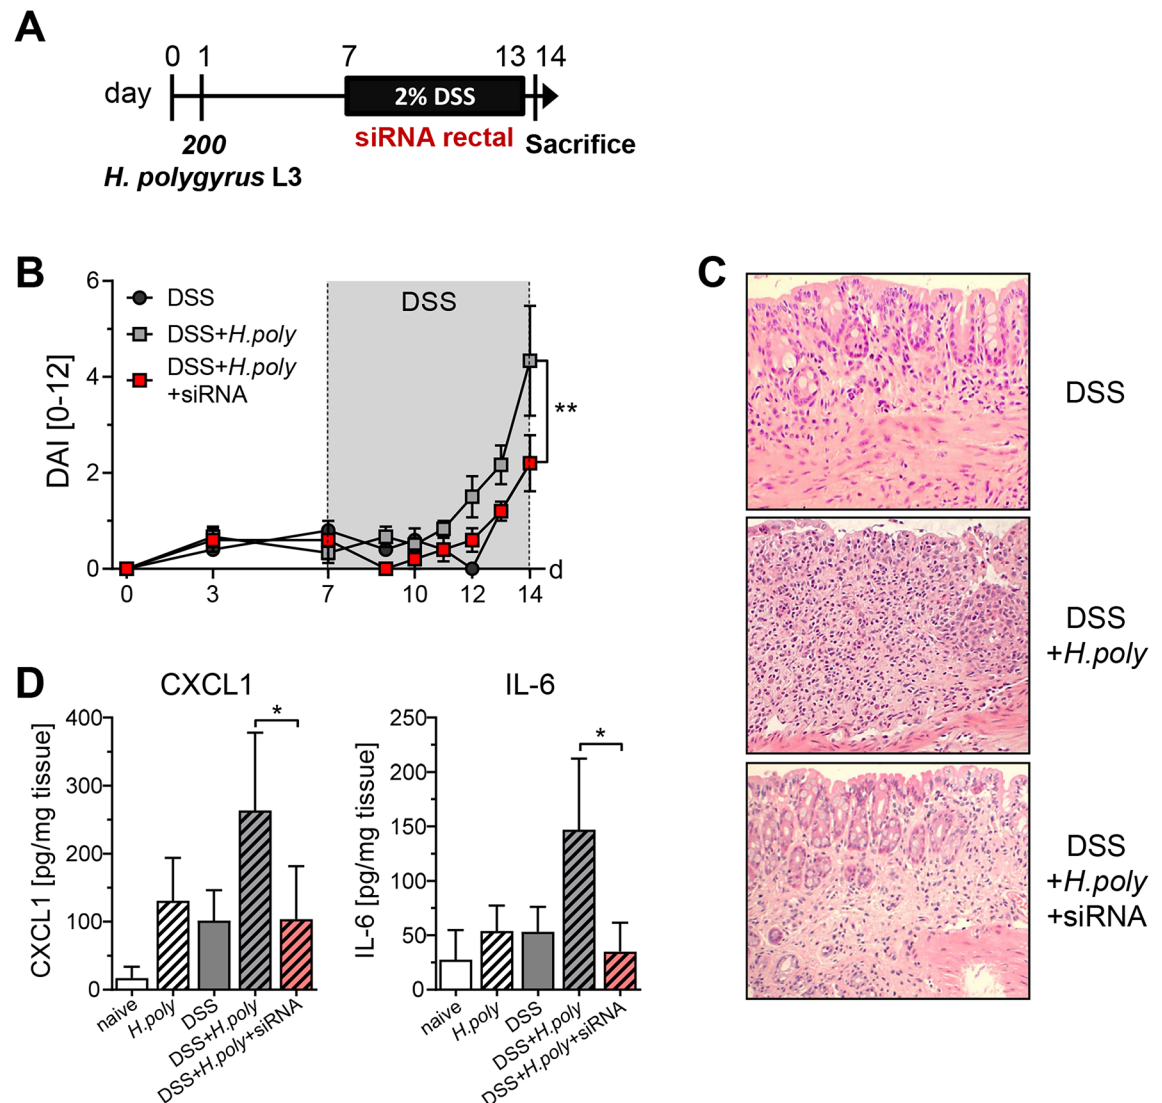 A
0 1 7 13 14
day
2% DSS
200
siRNA rectal
Sacrifice
H. polygyrus L3
B
6
4
2
0
DAI [0-12]
DSS
DSS+H.poly
DSS+H.poly
+siRNA
DSS
**
d
0 3 7 10 12 14
C
DSS
DSS
+H.poly
DSS
+H.poly
+siRNA
D
CXCL1
CXCL1 [pg/mg tissue]
400
300
200
100
0
*
naive
H.poly
DSS
DSS+H.poly
DSS+H.poly+siRNA
IL-6
IL-6 [pg/mg tissue]
250
200
150
100
50
0
*
naive
H.poly
DSS
DSS+H.poly
DSS+H.poly+siRNA